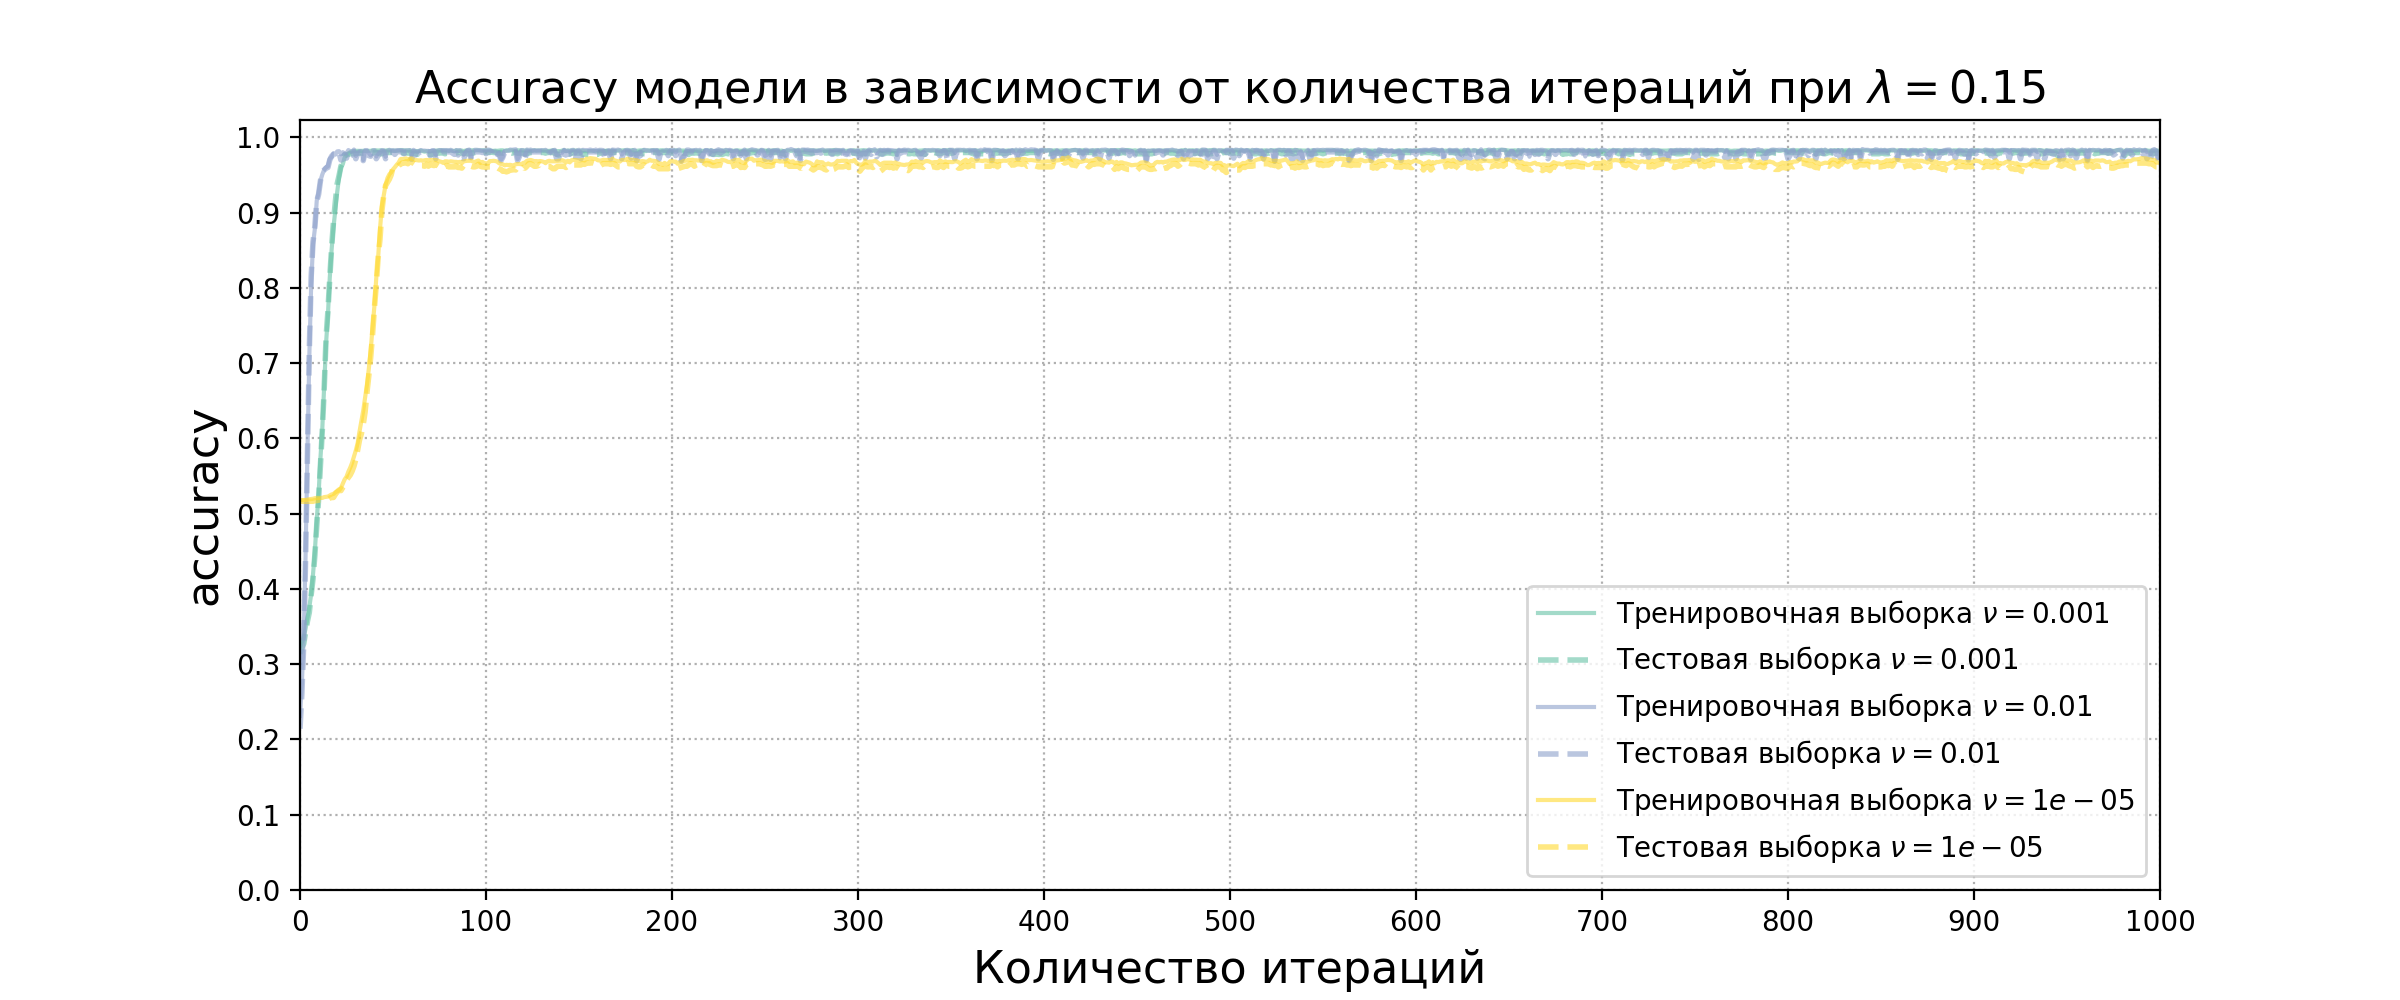 Accuracy модели в зависимости от количества итераций при λ = 0.15
accuracy
1.0
0.9
0.8
0.7
0.6
0.5
0.4
0.3
0.2
0.1
0.0
Тренировочная выборка ν = 0.001
Тестовая выборка ν = 0.001
Тренировочная выборка ν = 0.01
Тестовая выборка ν = 0.01
Тренировочная выборка ν = 1e − 05
Тестовая выборка ν = 1e − 05
0 100 200 300 400 500 600 700 800 900 1000
Количество итераций